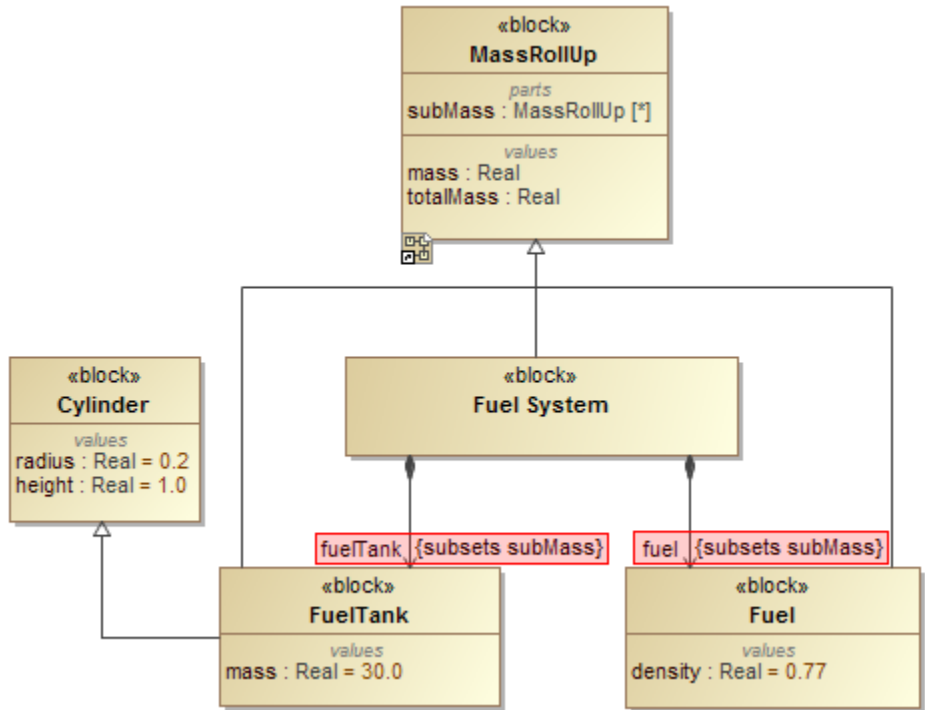 «block»
MassRollUp
parts
subMass : MassRollUp [*]
values
mass : Real
totalMass : Real
«block»
Cylinder
values
radius : Real = 0.2
height : Real = 1.0
«block»
Fuel System
fuelTank {subsets subMass}
fuel {subsets subMass}
«block»
FuelTank
values
mass : Real = 30.0
«block»
Fuel
values
density : Real = 0.77